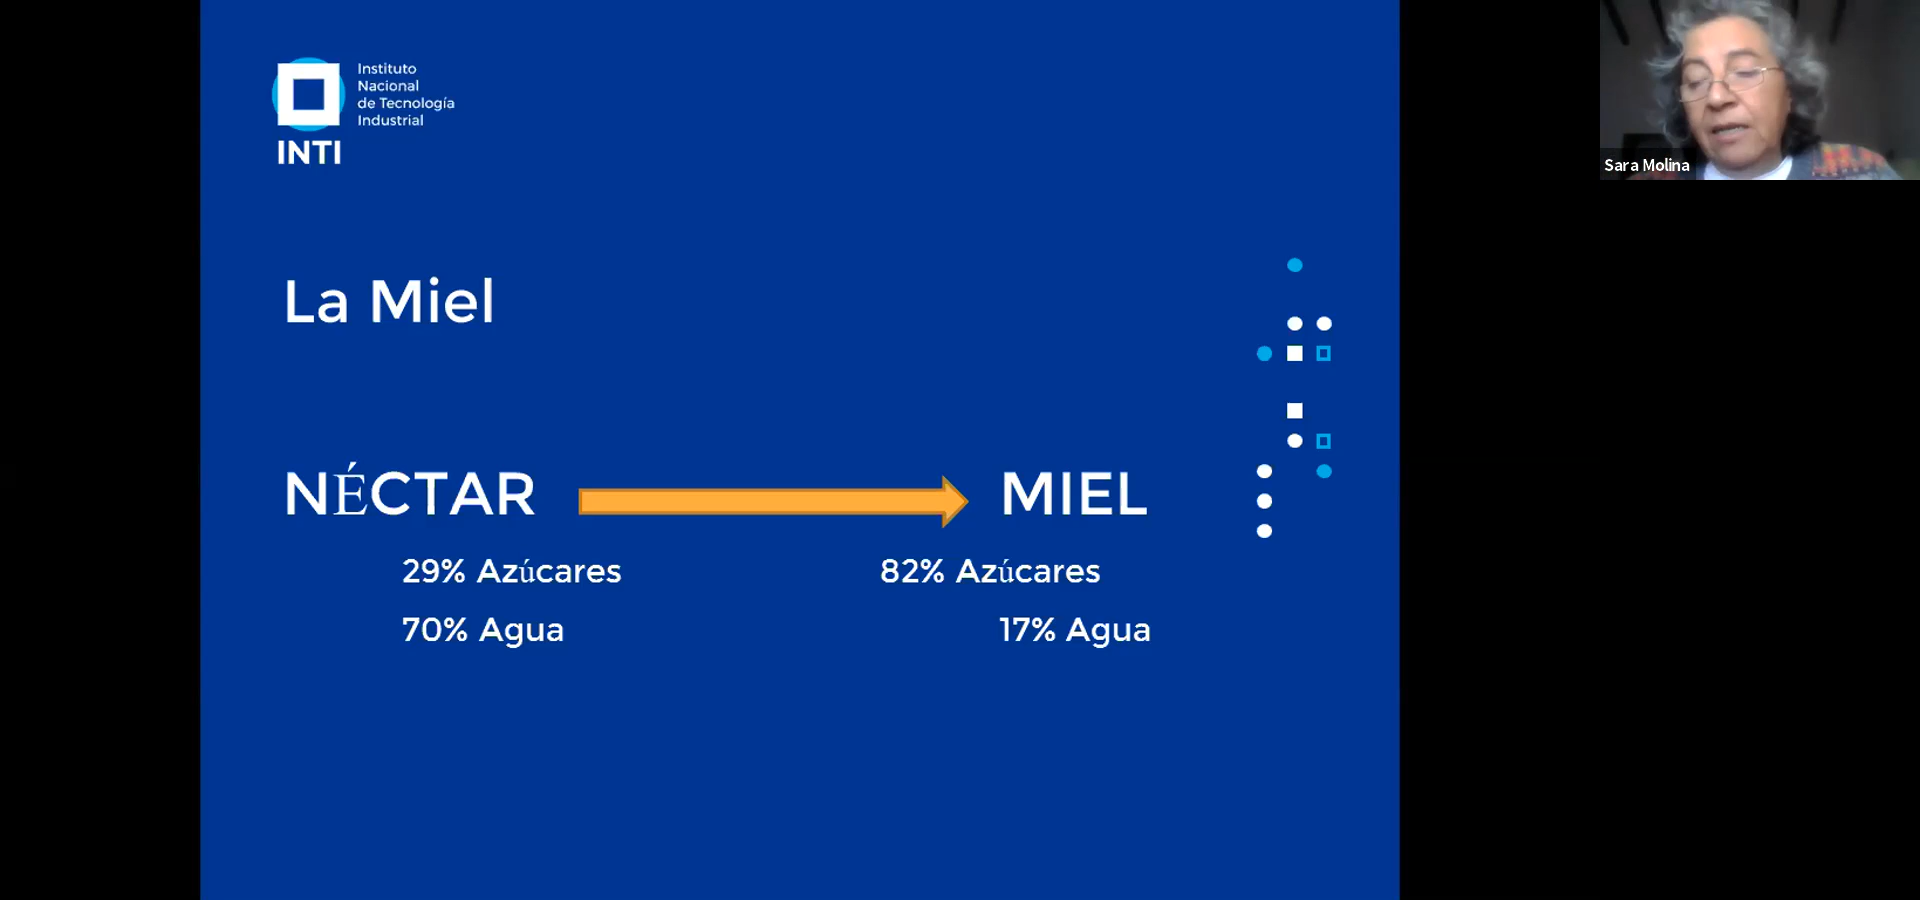 Instituto
Nacional
de Tecnología
Industrial
INTI
Sara Molina
La Miel
NÉCTAR MIEL
29% Azúcares 82% Azúcares
70% Agua 17% Agua